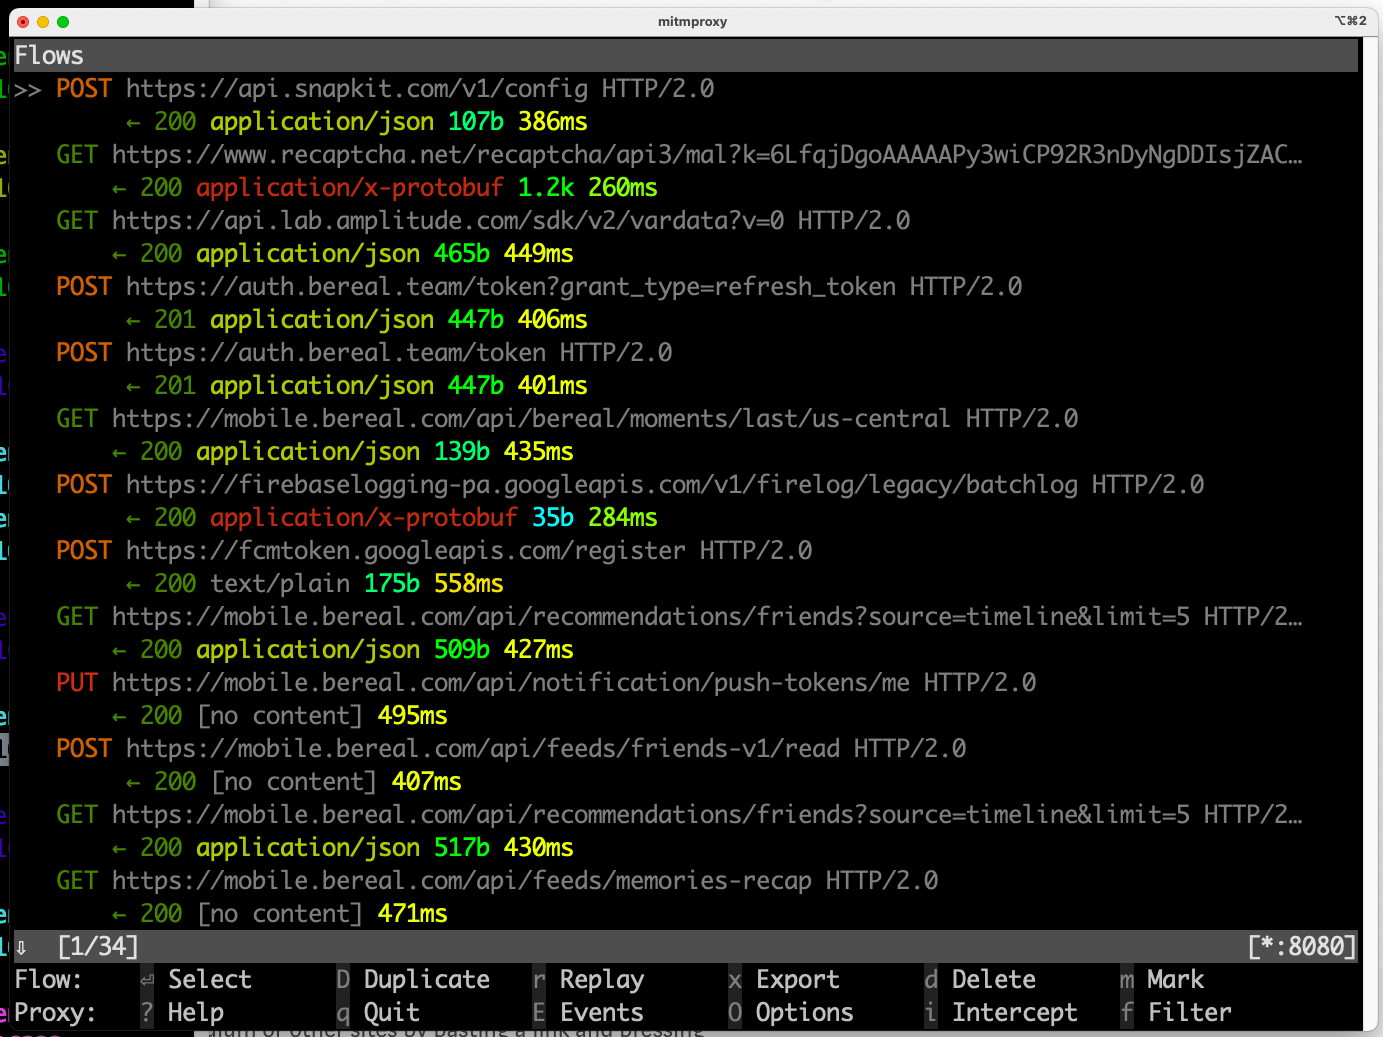 mitmproxy
⌥⌘2
Flows
>> POST https://api.snapkit.com/v1/config HTTP/2.0
← 200 application/json 107b 386ms
GET https://www.recaptcha.net/recaptcha/api3/mal?k=6LfqjDgoAAAAAPy3wiCP92R3nDyNgDDIsjZAC…
← 200 application/x-protobuf 1.2k 260ms
GET https://api.lab.amplitude.com/sdk/v2/vardata?v=0 HTTP/2.0
← 200 application/json 465b 449ms
POST https://auth.bereal.team/token?grant_type=refresh_token HTTP/2.0
← 201 application/json 447b 406ms
POST https://auth.bereal.team/token HTTP/2.0
← 201 application/json 447b 401ms
GET https://mobile.bereal.com/api/bereal/moments/last/us-central HTTP/2.0
← 200 application/json 139b 435ms
POST https://firebaselogging-pa.googleapis.com/v1/firelog/legacy/batchlog HTTP/2.0
← 200 application/x-protobuf 35b 284ms
POST https://fcmtoken.googleapis.com/register HTTP/2.0
← 200 text/plain 175b 558ms
GET https://mobile.bereal.com/api/recommendations/friends?source=timeline&limit=5 HTTP/2…
← 200 application/json 509b 427ms
PUT https://mobile.bereal.com/api/notification/push-tokens/me HTTP/2.0
← 200 [no content] 495ms
POST https://mobile.bereal.com/api/feeds/friends-v1/read HTTP/2.0
← 200 [no content] 407ms
GET https://mobile.bereal.com/api/recommendations/friends?source=timeline&limit=5 HTTP/2…
← 200 application/json 517b 430ms
GET https://mobile.bereal.com/api/feeds/memories-recap HTTP/2.0
← 200 [no content] 471ms
⇩ [1/34] [*:8080]
Flow: ⏎ Select D Duplicate r Replay x Export d Delete m Mark
Proxy: ? Help q Quit E Events O Options i Intercept f Filter